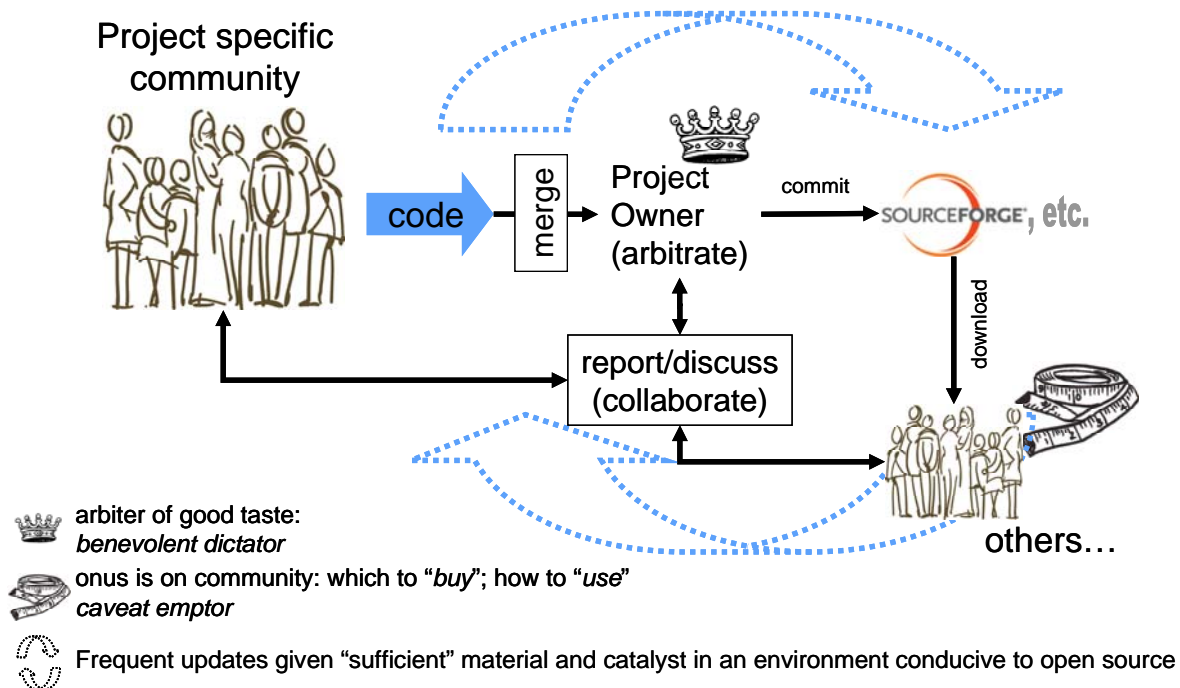 Project specific
community
code
merge
Project
Owner
(arbitrate)
commit
SOURCEFORGE®, etc.
download
report/discuss
(collaborate)
others…
arbiter of good taste:
benevolent dictator
onus is on community: which to “buy”; how to “use”
caveat emptor
Frequent updates given “sufficient” material and catalyst in an environment conducive to open source